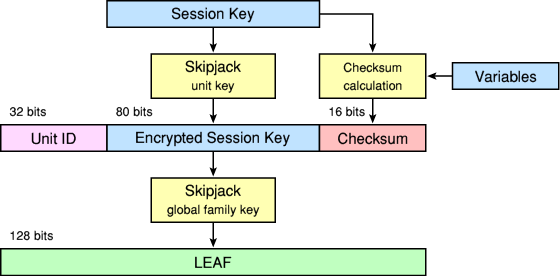 Session Key
Skipjack
unit key
Checksum
calculation
Variables
32 bits
80 bits
16 bits
Unit ID
Encrypted Session Key
Checksum
Skipjack
global family key
128 bits
LEAF